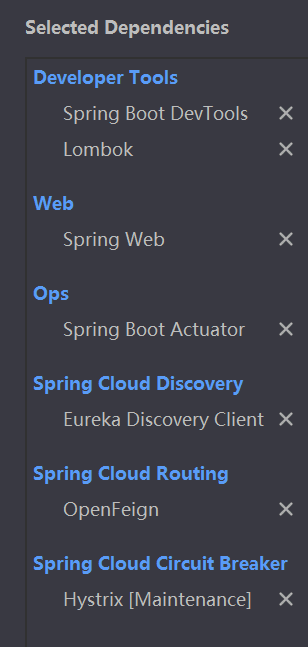 Selected Dependencies
Developer Tools
Spring Boot DevTools
Lombok
Web
Spring Web
Ops
Spring Boot Actuator
Spring Cloud Discovery
Eureka Discovery Client
Spring Cloud Routing
OpenFeign
Spring Cloud Circuit Breaker
Hystrix [Maintenance]